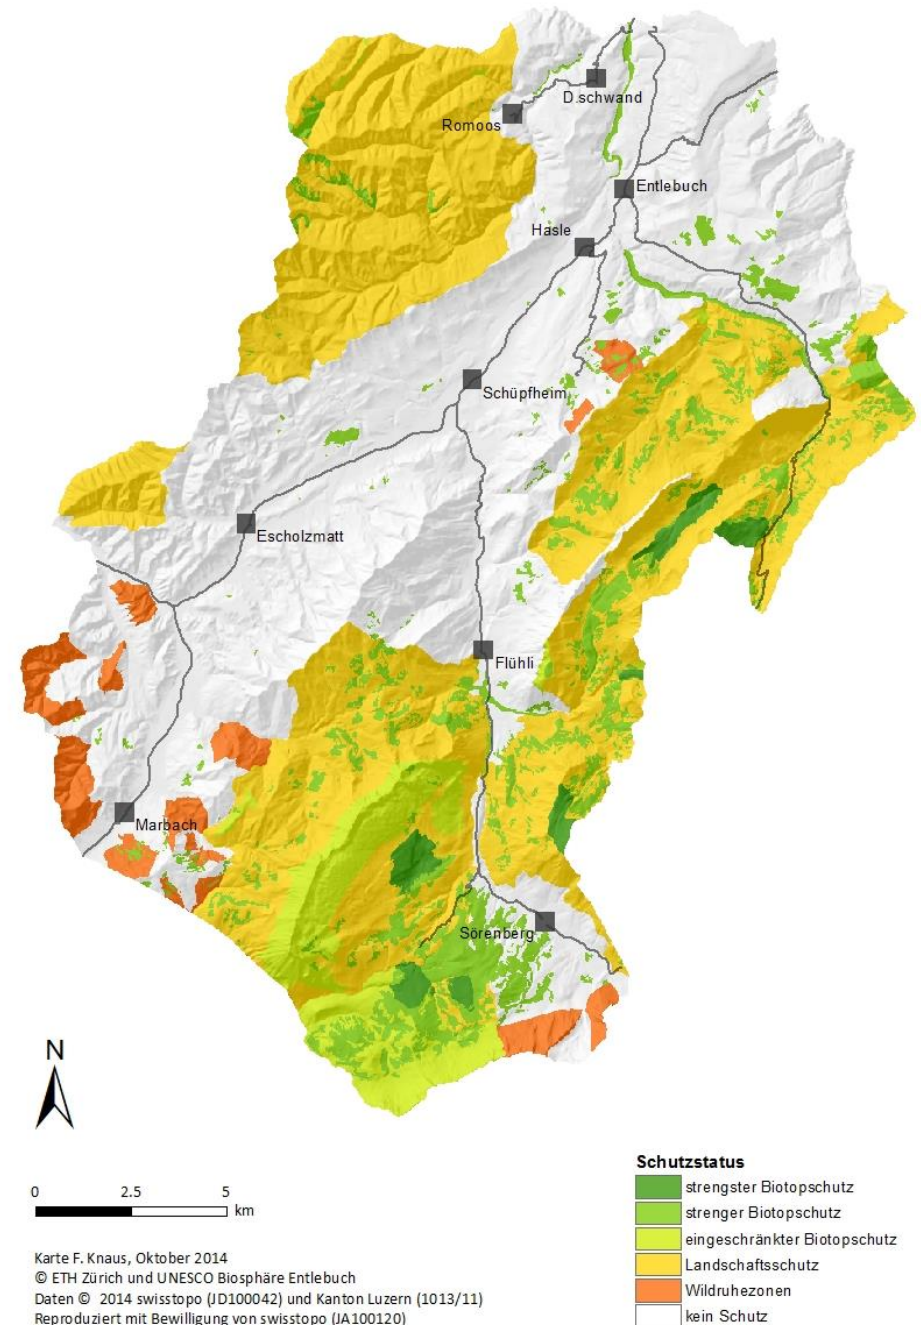 D.schwand
Romoos
Entlebuch
Hasle
Schüpfheim
Escholzmatt
Flühli
Marbach
Sörenberg
N
0 2.5 5
km
Schutzstatus
strengster Biotopschutz
strenger Biotopschutz
eingeschränkter Biotopschutz
Landschaftsschutz
Wildruhezonen
kein Schutz
Karte F. Knaus, Oktober 2014
© ETH Zürich und UNESCO Biosphäre Entlebuch
Daten © 2014 swisstopo (JD100042) und Kanton Luzern (1013/11)
Reproduziert mit Bewilligung von swisstopo (JA100120)